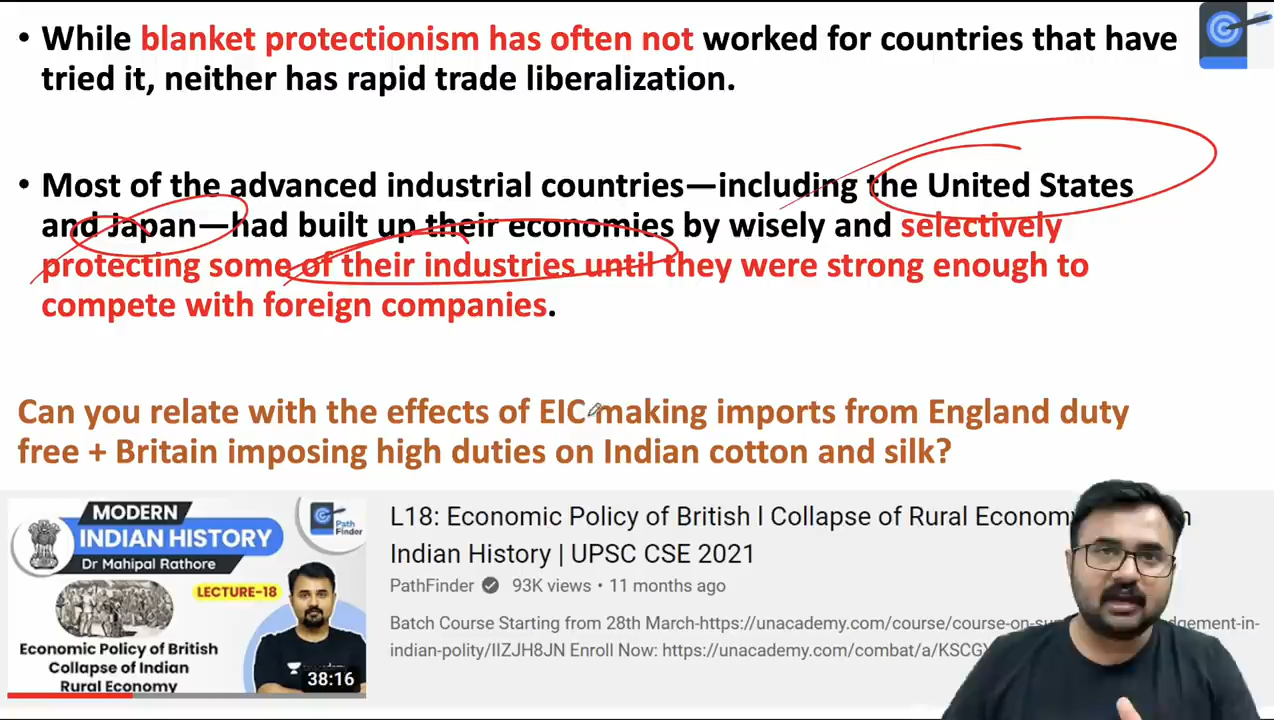 • While blanket protectionism has often not worked for countries that have
tried it, neither has rapid trade liberalization.
• Most of the advanced industrial countries—including the United States
and Japan—had built up their economies by wisely and selectively
protecting some of their industries until they were strong enough to
compete with foreign companies.
Can you relate with the effects of EIC making imports from England duty
free + Britain imposing high duties on Indian cotton and silk?
MODERN
INDIAN HISTORY
Dr Mahipal Rathore
Path
Finder
LECTURE-18
Economic Policy of British
Collapse of Indian
Rural Economy
38:16
L18: Economic Policy of British l Collapse of Rural Economy
Indian History | UPSC CSE 2021
PathFinder 93K views • 11 months ago
Batch Course Starting from 28th March-https://unacademy.com/course/course-on-
indian-polity/IIZJH8JN Enroll Now: https://unacademy.com/combat/a/KSCG